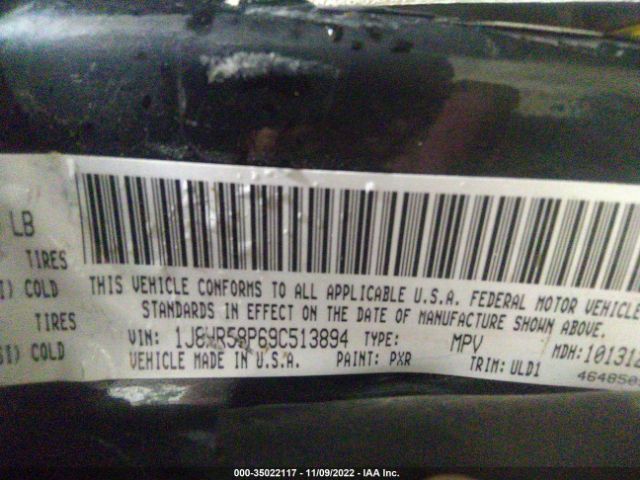 LB
TIRES
COLD
TIRES
SI) COLD
THIS VEHICLE CONFORMS TO ALL APPLICABLE U.S.A. FEDERAL MOTOR VEHICLE
STANDARDS IN EFFECT ON THE DATE OF MANUFACTURE SHOWN ABOVE.
VIN: 1J8HR58P69C513894 TYPE: MPV MDH: 101312
VEHICLE MADE IN U.S.A. PAINT: PXR TRIM: ULD1
46485
000-35022117 - 11/09/2022 - IAA Inc.